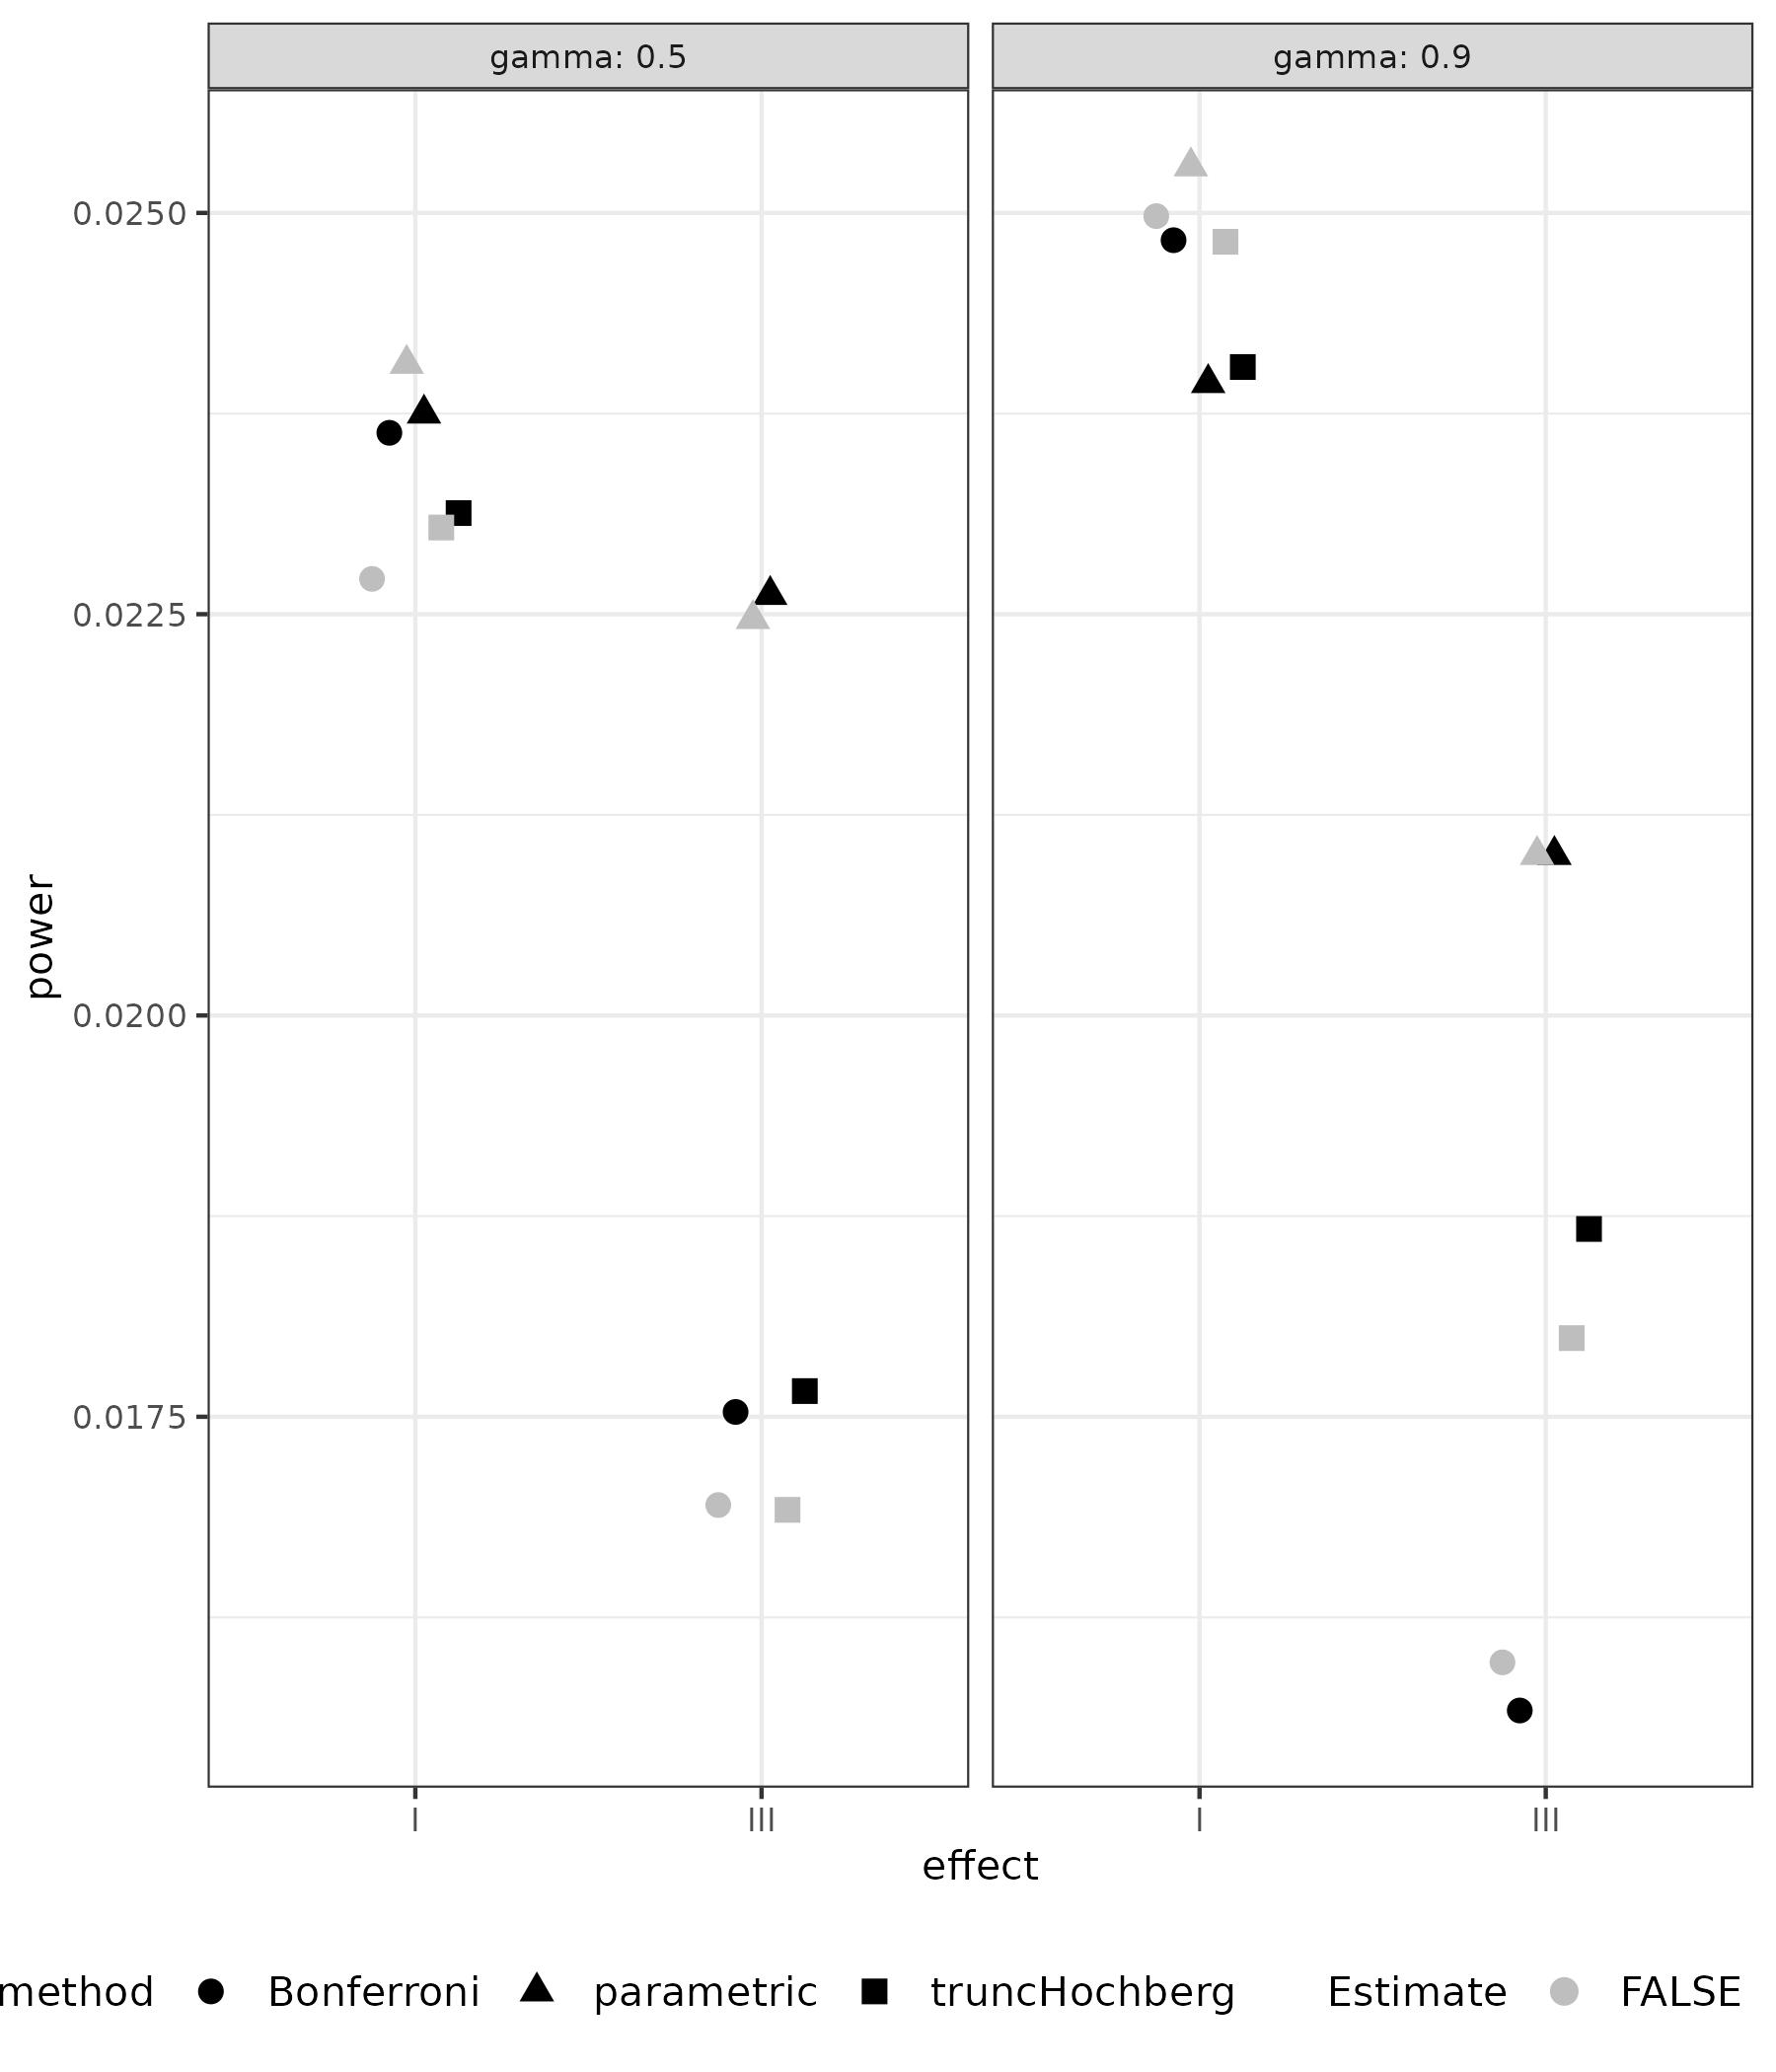 gamma: 0.5
gamma: 0.9
0.0250
0.0225
0.0200
0.0175
power
I
III
I
III
effect
method Bonferroni parametric truncHochberg Estimate FALSE